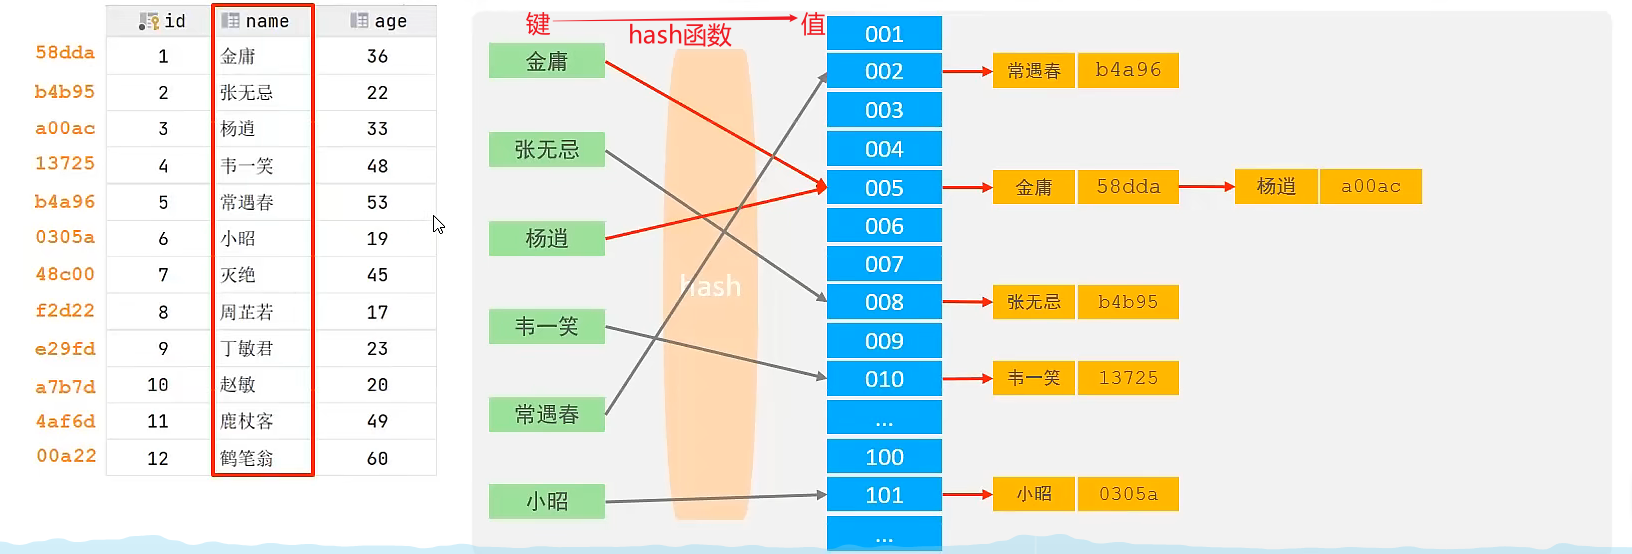 id name age
58dda 1 金庸 36
b4b95 2 张无忌 22
a00ac 3 杨逍 33
13725 4 韦一笑 48
b4a96 5 常遇春 53
0305a 6 小昭 19
48c00 7 灭绝 45
f2d22 8 周芷若 17
e29fd 9 丁敏君 23
a7b7d 10 赵敏 20
4af6d 11 鹿杖客 49
00a22 12 鹤笔翁 60
键 hash函数 值
金庸
张无忌
杨逍
韦一笑
常遇春
小昭
hash
001
002 常遇春 b4a96
003
004
005 金庸 58dda 杨逍 a00ac
006
007
008 张无忌 b4b95
009
010 韦一笑 13725
...
100
101 小昭 0305a
...